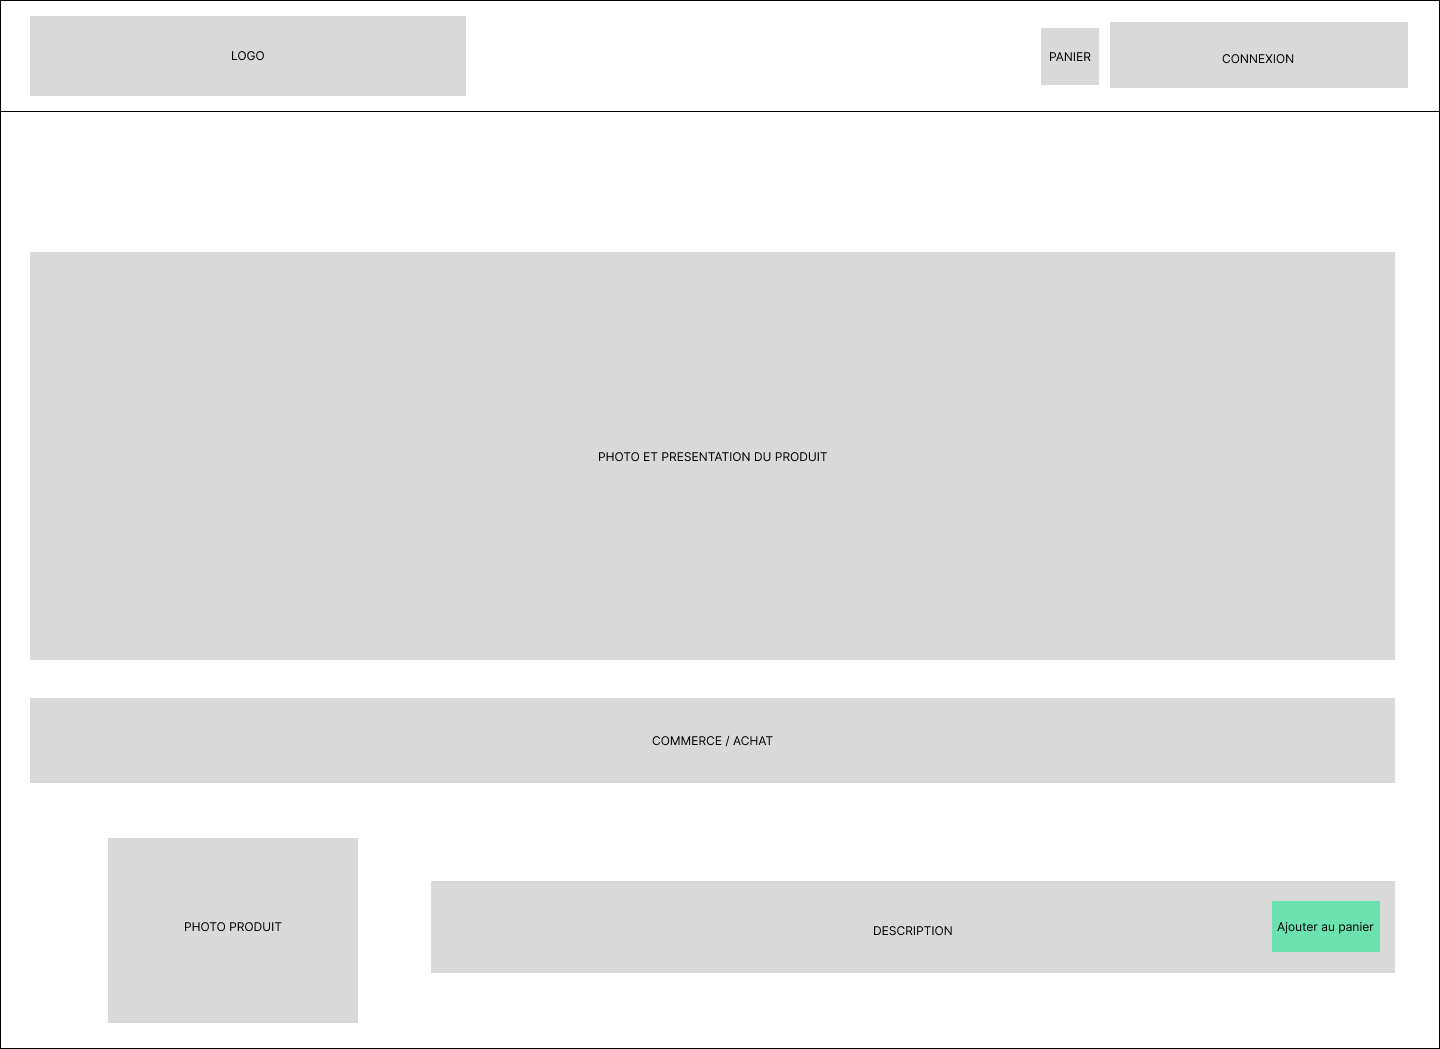 LOGO
PANIER
CONNEXION
PHOTO ET PRESENTATION DU PRODUIT
COMMERCE / ACHAT
PHOTO PRODUIT
DESCRIPTION
Ajouter au panier